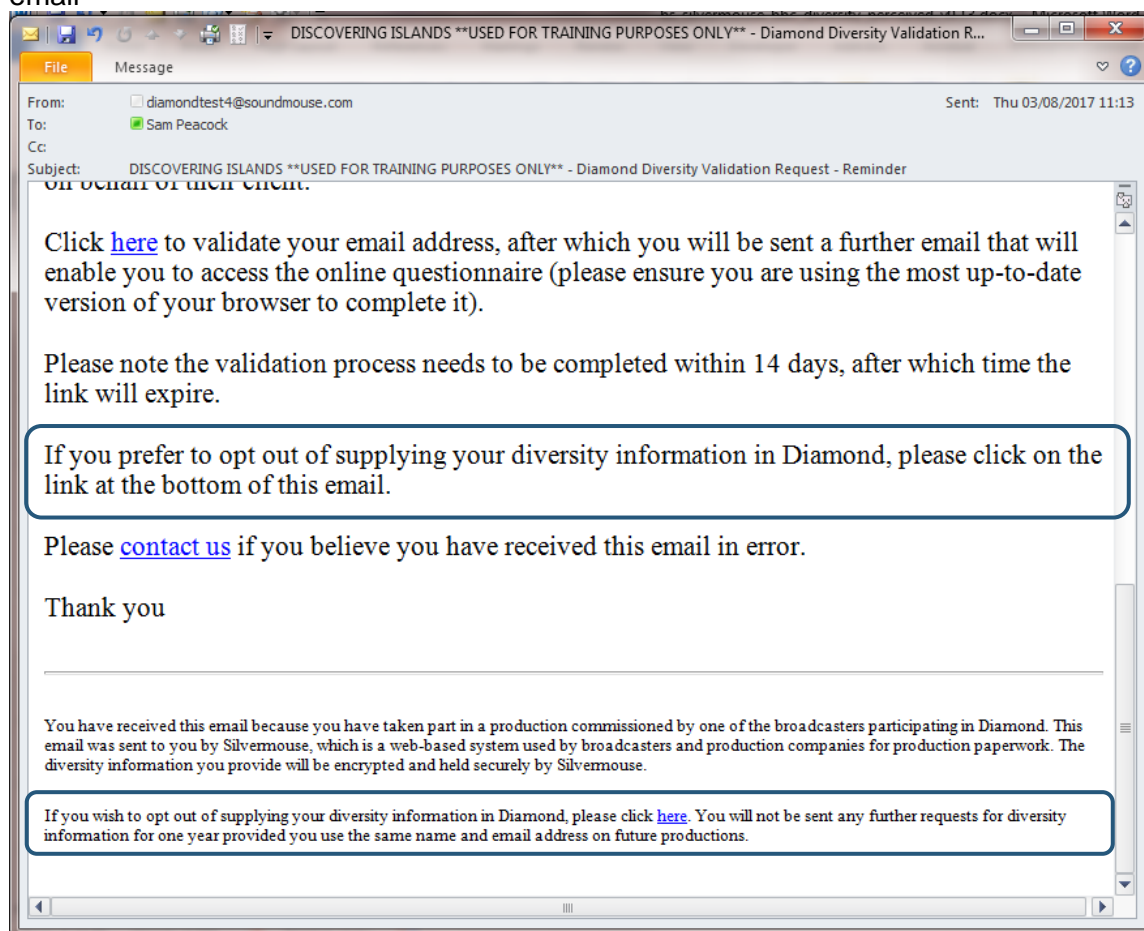 email
DISCOVERING ISLANDS **USED FOR TRAINING PURPOSES ONLY** - Diamond Diversity Validation R...
File Message
From: diamondtest4@soundmouse.com Sent: Thu 03/08/2017 11:13
To: Sam Peacock
Cc:
Subject: DISCOVERING ISLANDS **USED FOR TRAINING PURPOSES ONLY** - Diamond Diversity Validation Request - Reminder
on behalf of their client.
Click here to validate your email address, after which you will be sent a further email that will
enable you to access the online questionnaire (please ensure you are using the most up-to-date
version of your browser to complete it).
Please note the validation process needs to be completed within 14 days, after which time the
link will expire.
If you prefer to opt out of supplying your diversity information in Diamond, please click on the
link at the bottom of this email.
Please contact us if you believe you have received this email in error.
Thank you
You have received this email because you have taken part in a production commissioned by one of the broadcasters participating in Diamond. This
email was sent to you by Silvermouse, which is a web-based system used by broadcasters and production companies for production paperwork. The
diversity information you provide will be encrypted and held securely by Silvermouse.
If you wish to opt out of supplying your diversity information in Diamond, please click here. You will not be sent any further requests for diversity
information for one year provided you use the same name and email address on future productions.